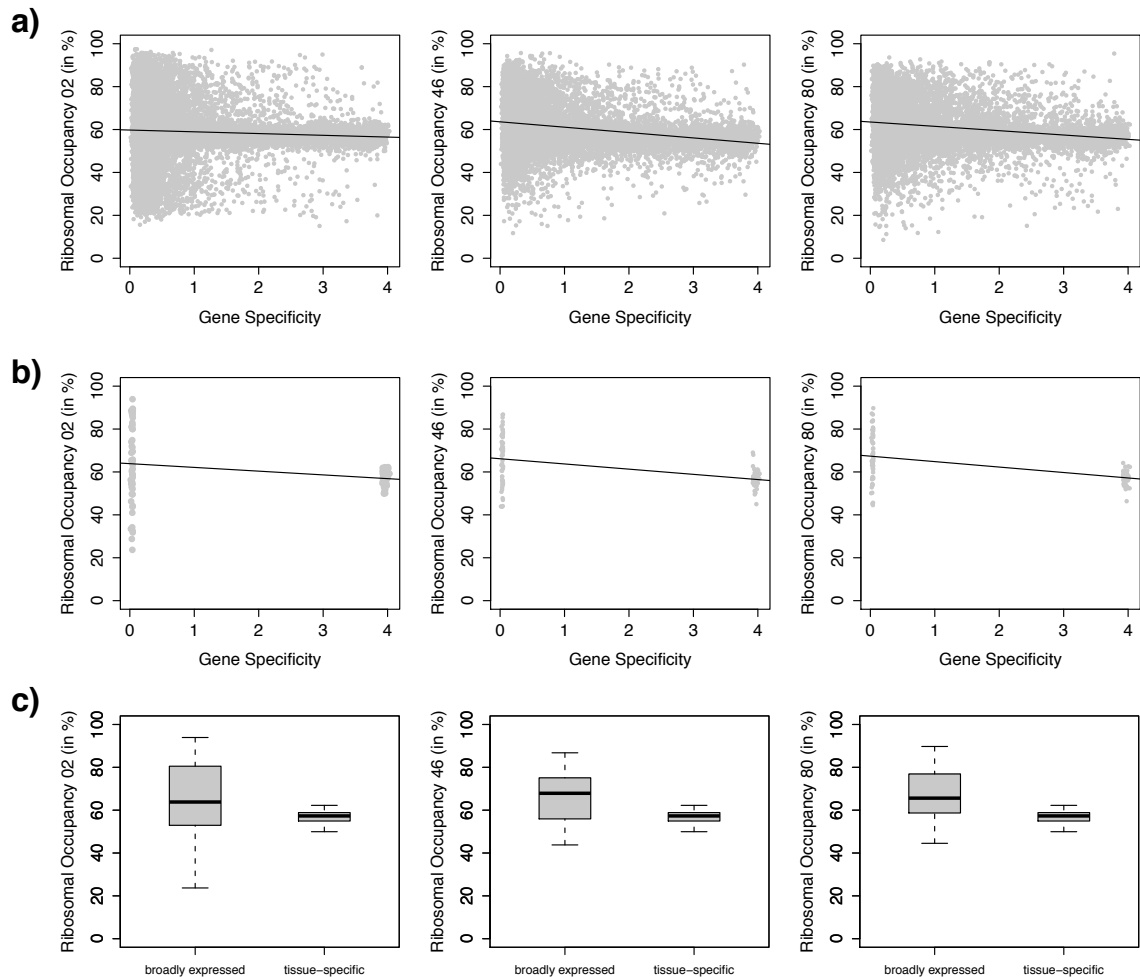 a)
Ribosomal Occupancy 02 (in %)
0 20 40 60 80 100
0 1 2 3 4
Gene Specificity
Ribosomal Occupancy 46 (in %)
0 20 40 60 80 100
0 1 2 3 4
Gene Specificity
Ribosomal Occupancy 80 (in %)
0 20 40 60 80 100
0 1 2 3 4
Gene Specificity
b)
Ribosomal Occupancy 02 (in %)
0 20 40 60 80 100
0 1 2 3 4
Gene Specificity
Ribosomal Occupancy 46 (in %)
0 20 40 60 80 100
0 1 2 3 4
Gene Specificity
Ribosomal Occupancy 80 (in %)
0 20 40 60 80 100
0 1 2 3 4
Gene Specificity
c)
Ribosomal Occupancy 02 (in %)
0 20 40 60 80 100
broadly expressed tissue−specific
Ribosomal Occupancy 46 (in %)
0 20 40 60 80 100
broadly expressed tissue−specific
Ribosomal Occupancy 80 (in %)
0 20 40 60 80 100
broadly expressed tissue−specific